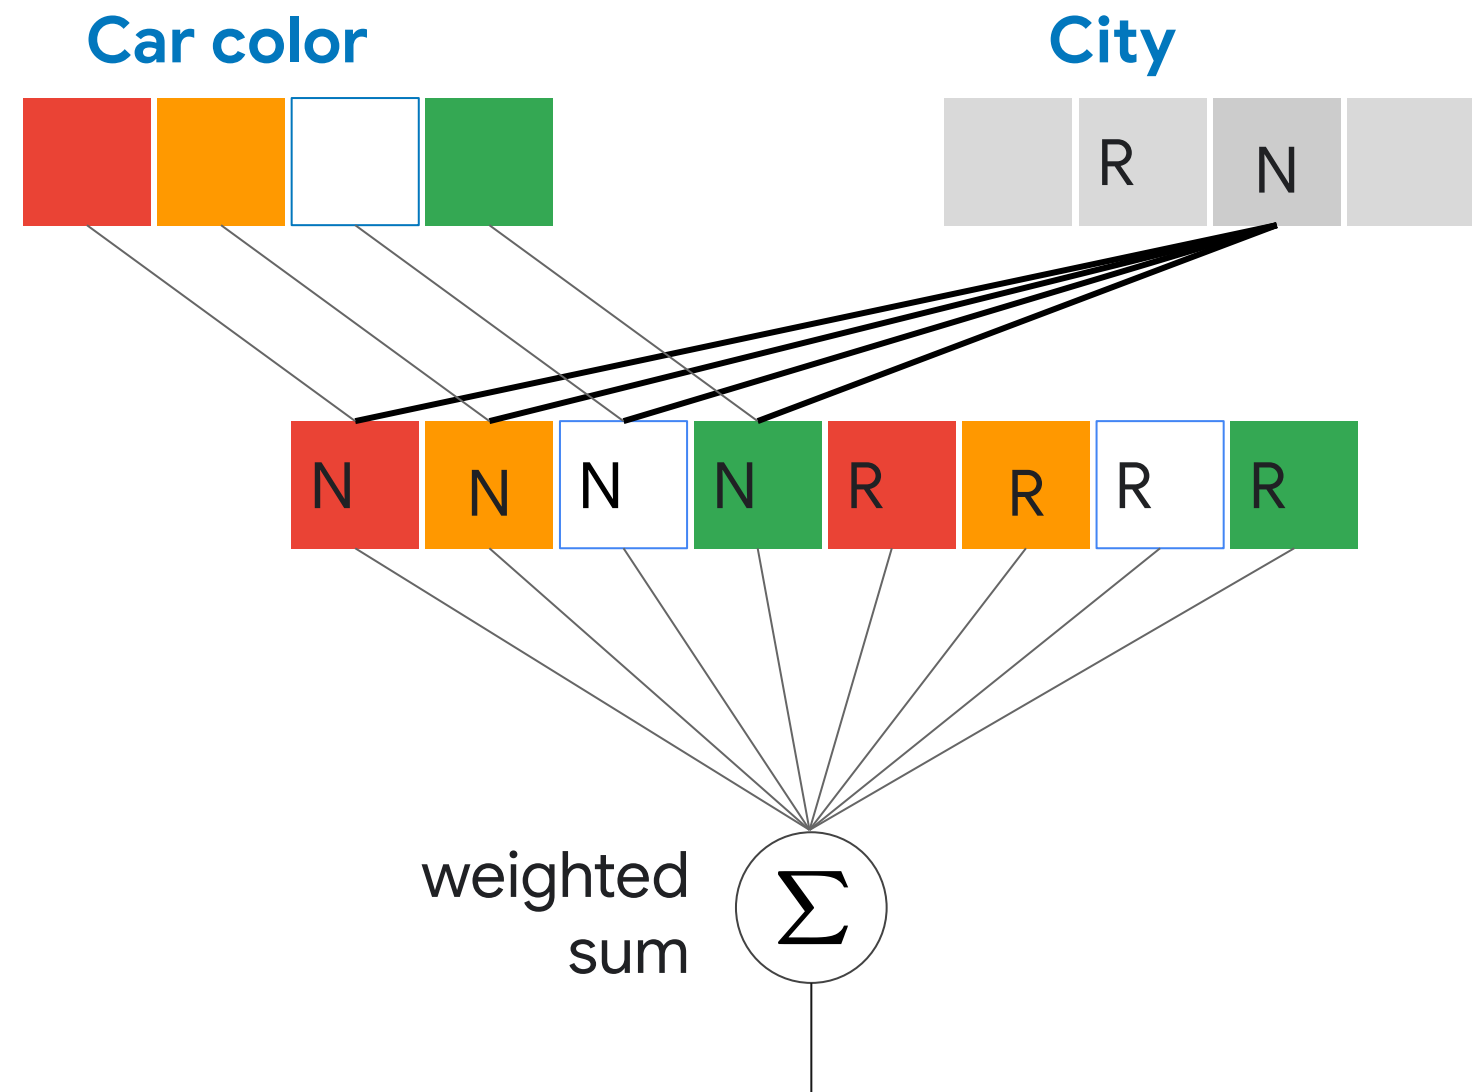 Car color
City
R N
N N N N R R R R
weighted
sum
Σ